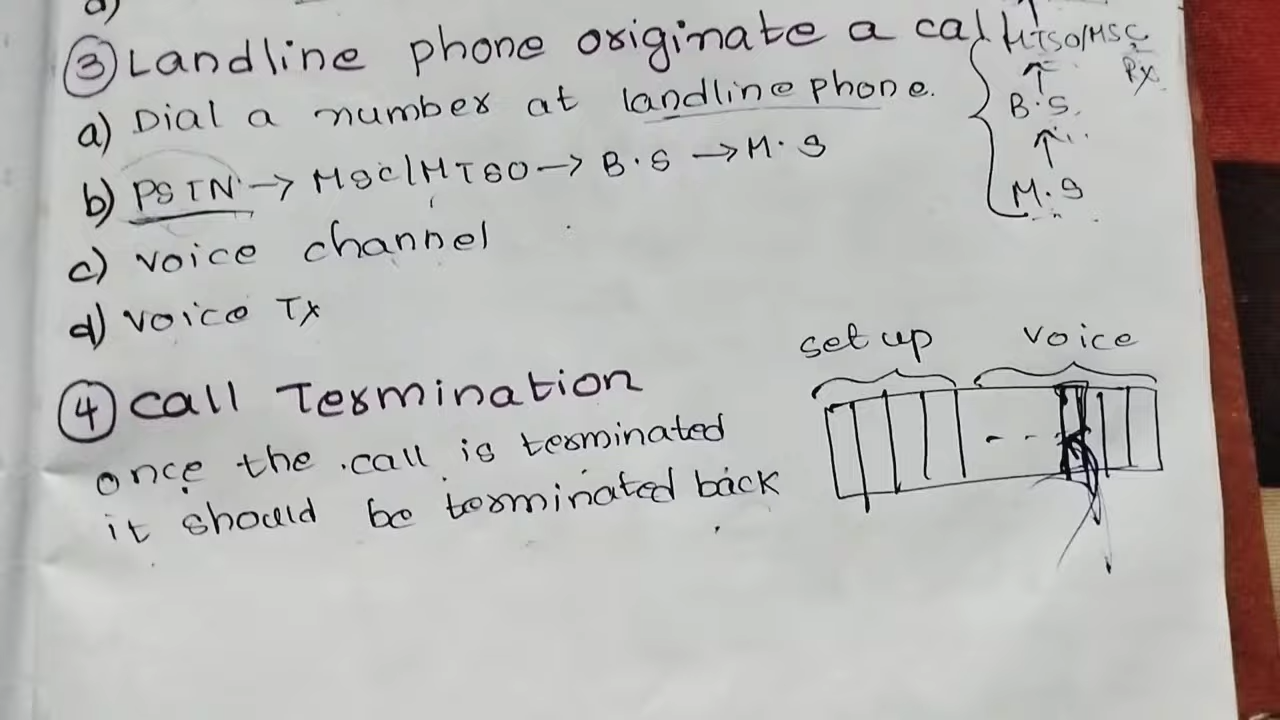 d)
③ Landline phone originate a call
a) Dial a number at landline phone.
b) PSTN → MSC/MTSO → B.S → M.S
c) voice channel
d) voice Tx
MTSO/MSC
Rx
↑
B.S.
↑
M.S
④ Call Termination
once the call is terminated
it should be terminated back
set up voice
- - -